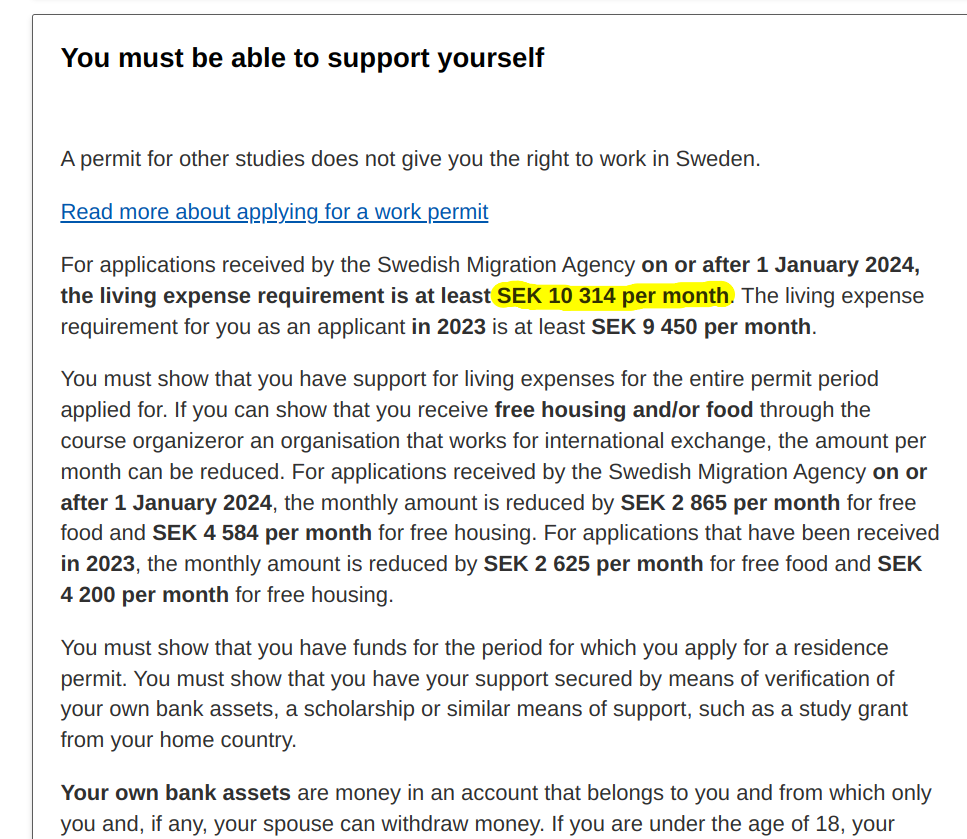 You must be able to support yourself
A permit for other studies does not give you the right to work in Sweden.
Read more about applying for a work permit
For applications received by the Swedish Migration Agency on or after 1 January 2024,
the living expense requirement is at least SEK 10 314 per month. The living expense
requirement for you as an applicant in 2023 is at least SEK 9 450 per month.
You must show that you have support for living expenses for the entire permit period
applied for. If you can show that you receive free housing and/or food through the
course organizeror an organisation that works for international exchange, the amount per
month can be reduced. For applications received by the Swedish Migration Agency on or
after 1 January 2024, the monthly amount is reduced by SEK 2 865 per month for free
food and SEK 4 584 per month for free housing. For applications that have been received
in 2023, the monthly amount is reduced by SEK 2 625 per month for free food and SEK
4 200 per month for free housing.
You must show that you have funds for the period for which you apply for a residence
permit. You must show that you have your support secured by means of verification of
your own bank assets, a scholarship or similar means of support, such as a study grant
from your home country.
Your own bank assets are money in an account that belongs to you and from which only
you and, if any, your spouse can withdraw money. If you are under the age of 18, your